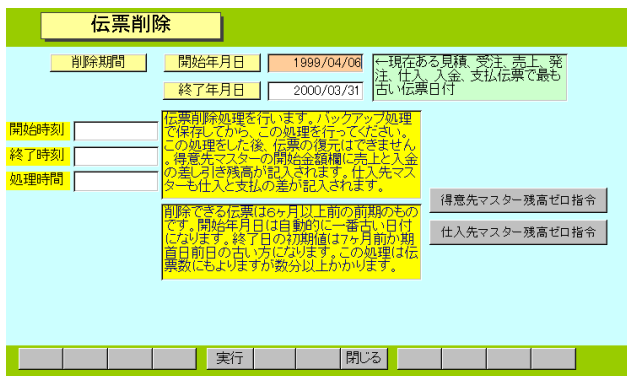 伝票削除
削除期間
開始年月日
1999/04/06
←現在ある見積、受注、売上、発
注、仕入、入金、支払伝票で最も
古い伝票日付
終了年月日
2000/03/31
開始時刻
終了時刻
処理時間
伝票削除処理を行います。バックアップ処理
で保存してから、この処理を行ってください。
この処理をした後、伝票の復元はできません
。得意先マスターの開始金額欄に売上と入金
の差し引き残高が記入されます。仕入先マス
ターも仕入と支払の差が記入されます。
削除できる伝票は6ヶ月以上前の前期のもの
です。開始年月日は自動的に一番古い日付
になります。終了日の初期値は7ヶ月前か期
首日前日の古い方になります。この処理は伝
票数にもよりますが数分以上かかります。
得意先マスター残高ゼロ指令
仕入先マスター残高ゼロ指令
実行
閉じる